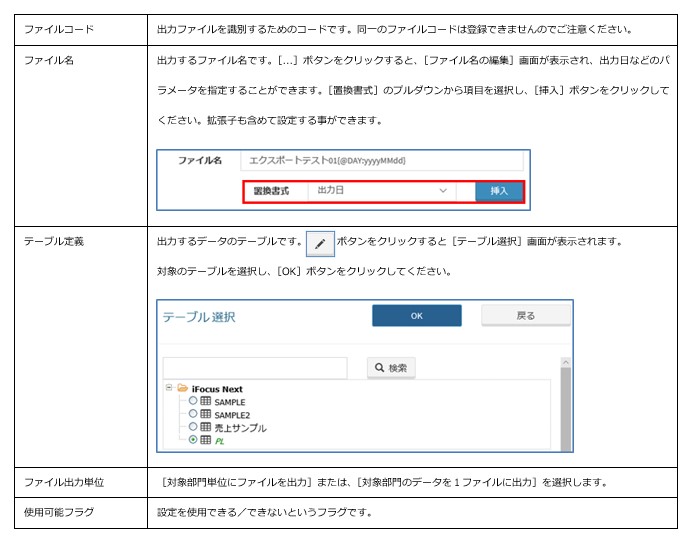 ファイルコード
出力ファイルを識別するためのコードです。同一のファイルコードは登録できませんのでご注意ください。
ファイル名
出力するファイル名です。［…］ボタンをクリックすると、［ファイル名の編集］画面が表示され、出力日などのパ
ラメータを指定することができます。［置換書式］のプルダウンから項目を選択し、［挿入］ボタンをクリックして
ください。拡張子も含めて設定する事ができます。
ファイル名 エクスポートテスト01(@DAY:yyyyMMdd)
置換書式 出力日 挿入
テーブル定義
出力するデータのテーブルです。 ボタンをクリックすると［テーブル選択］画面が表示されます。
対象のテーブルを選択し、［OK］ボタンをクリックしてください。
テーブル選択 OK 戻る
検索
iFocus Next
SAMPLE
SAMPLE2
売上サンプル
PL
ファイル出力単位
［対象部門単位にファイルを出力］または、［対象部門のデータを１ファイルに出力］を選択します。
使用可能フラグ
設定を使用できる／できないというフラグです。